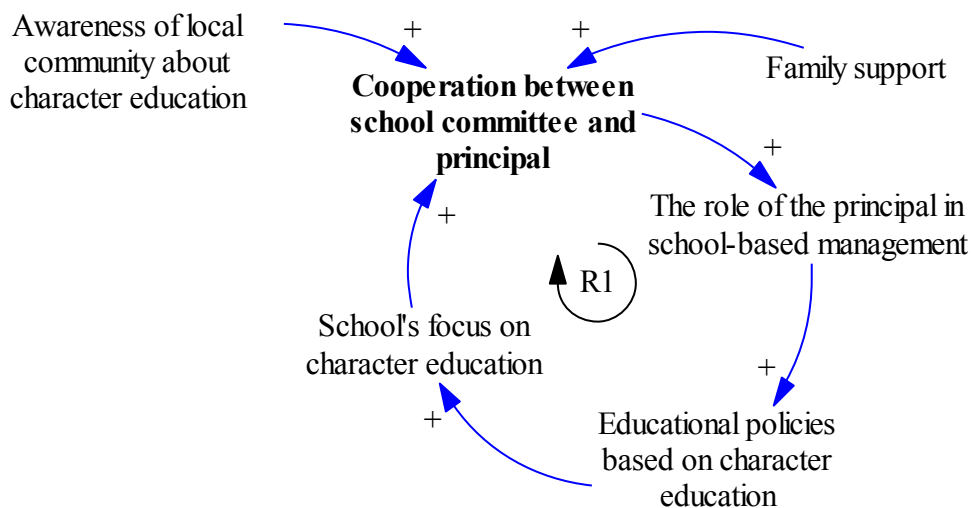 Awareness of local
community about
character education
+
+
Family support
Cooperation between
school committee and
principal
+
The role of the principal in
school-based management
+
R1
School's focus on
character education
+
+
Educational policies
based on character
education